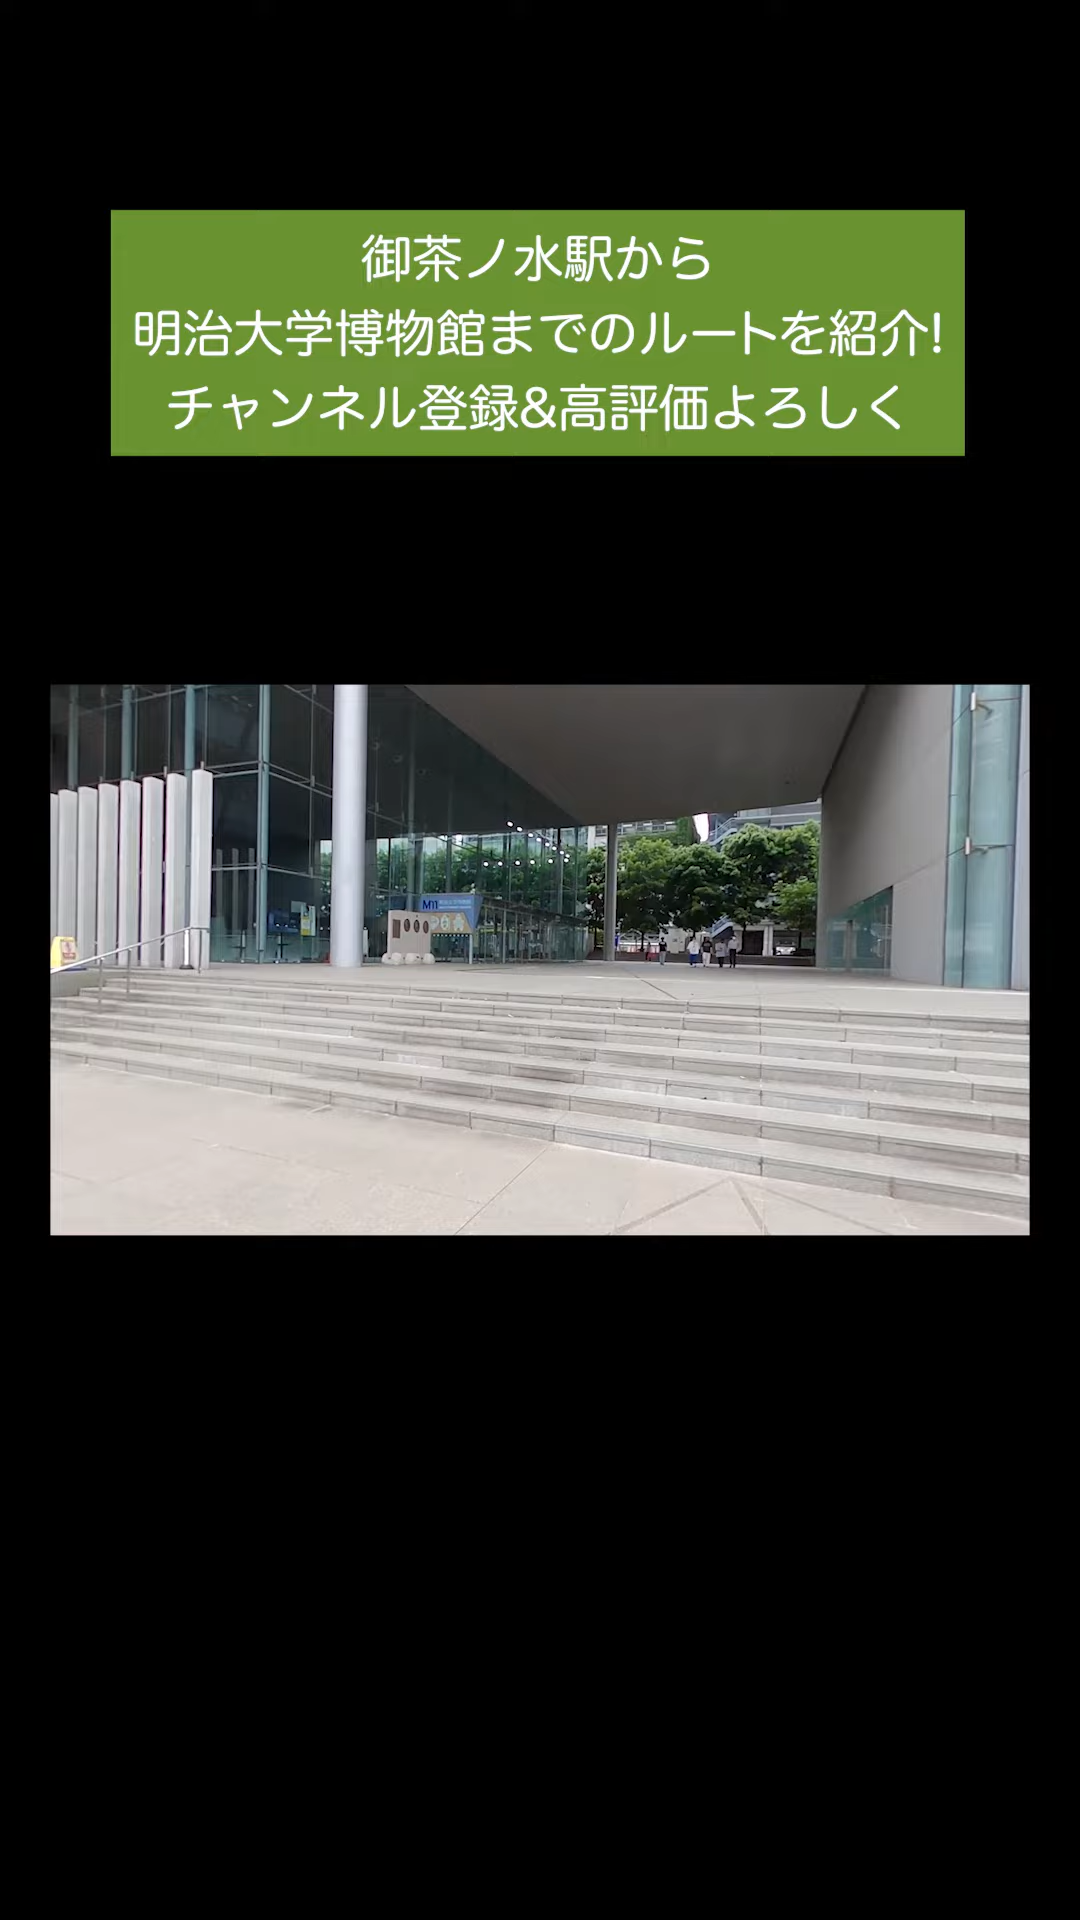 御茶ノ水駅から
明治大学博物館までのルートを紹介!
チャンネル登録&高評価よろしく